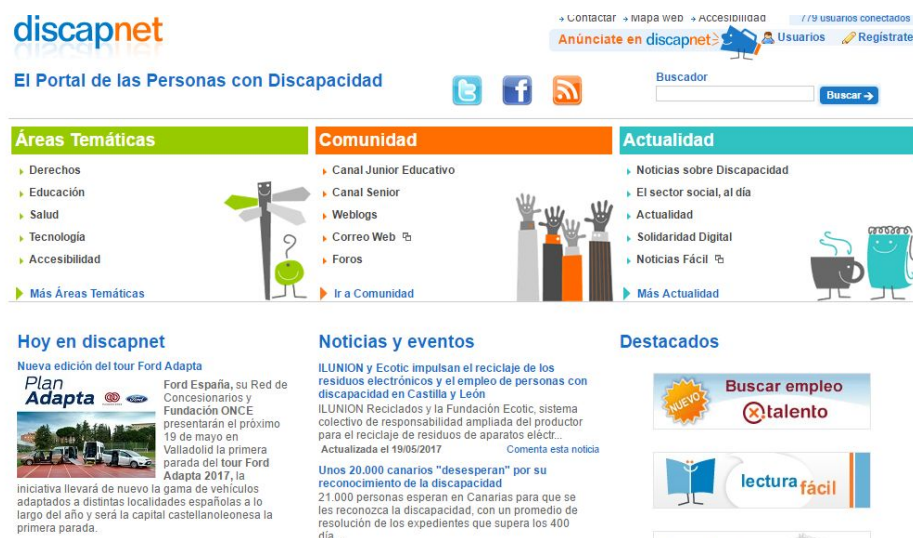 discapnet
Contactar Mapa web Accesibilidad 779 usuarios conectados
Anúnciate en discapnet Usuarios Regístrate
El Portal de las Personas con Discapacidad
Buscador
Buscar
Áreas Temáticas
Derechos
Educación
Salud
Tecnología
Accesibilidad
Más Áreas Temáticas
Comunidad
Canal Junior Educativo
Canal Senior
Weblogs
Correo Web
Foros
Ir a Comunidad
Actualidad
Noticias sobre Discapacidad
El sector social, al día
Actualidad
Solidaridad Digital
Noticias Fácil
Más Actualidad
Hoy en discapnet
Nueva edición del tour Ford Adapta
Plan
Adapta
Ford España, su Red de
Concesionarios y
Fundación ONCE
presentarán el próximo
19 de mayo en
Valladolid la primera
parada del tour Ford
Adapta 2017, la
iniciativa llevará de nuevo la gama de vehículos
adaptados a distintas localidades españolas a lo
largo del año y será la capital castellanoleonesa la
primera parada.
Noticias y eventos
ILUNION y Ecotic impulsan el reciclaje de los
residuos electrónicos y el empleo de personas con
discapacidad en Castilla y León
ILUNION Reciclados y la Fundación Ecotic, sistema
colectivo de responsabilidad ampliada del productor
para el reciclaje de residuos de aparatos eléctr...
Actualizada el 19/05/2017 Comenta esta noticia
Unos 20.000 canarios "desesperan" por su
reconocimiento de la discapacidad
21.000 personas esperan en Canarias para que se
les reconozca la discapacidad, con un promedio de
resolución de los expedientes que supera los 400
día...
Destacados
NUEVO
Buscar empleo
xtalento
lectura fácil